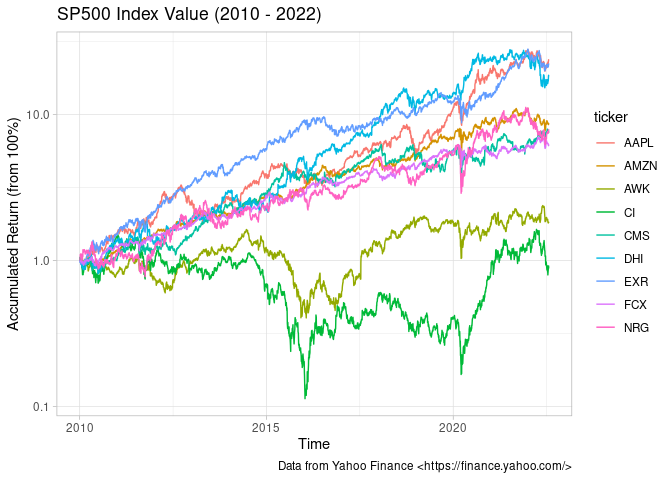 SP500 Index Value (2010 - 2022)
Accumulated Return (from 100%)
10.0
1.0
0.1
2010
2015
2020
Time
ticker
AAPL
AMZN
AWK
CI
CMS
DHI
EXR
FCX
NRG
Data from Yahoo Finance <https://finance.yahoo.com/>